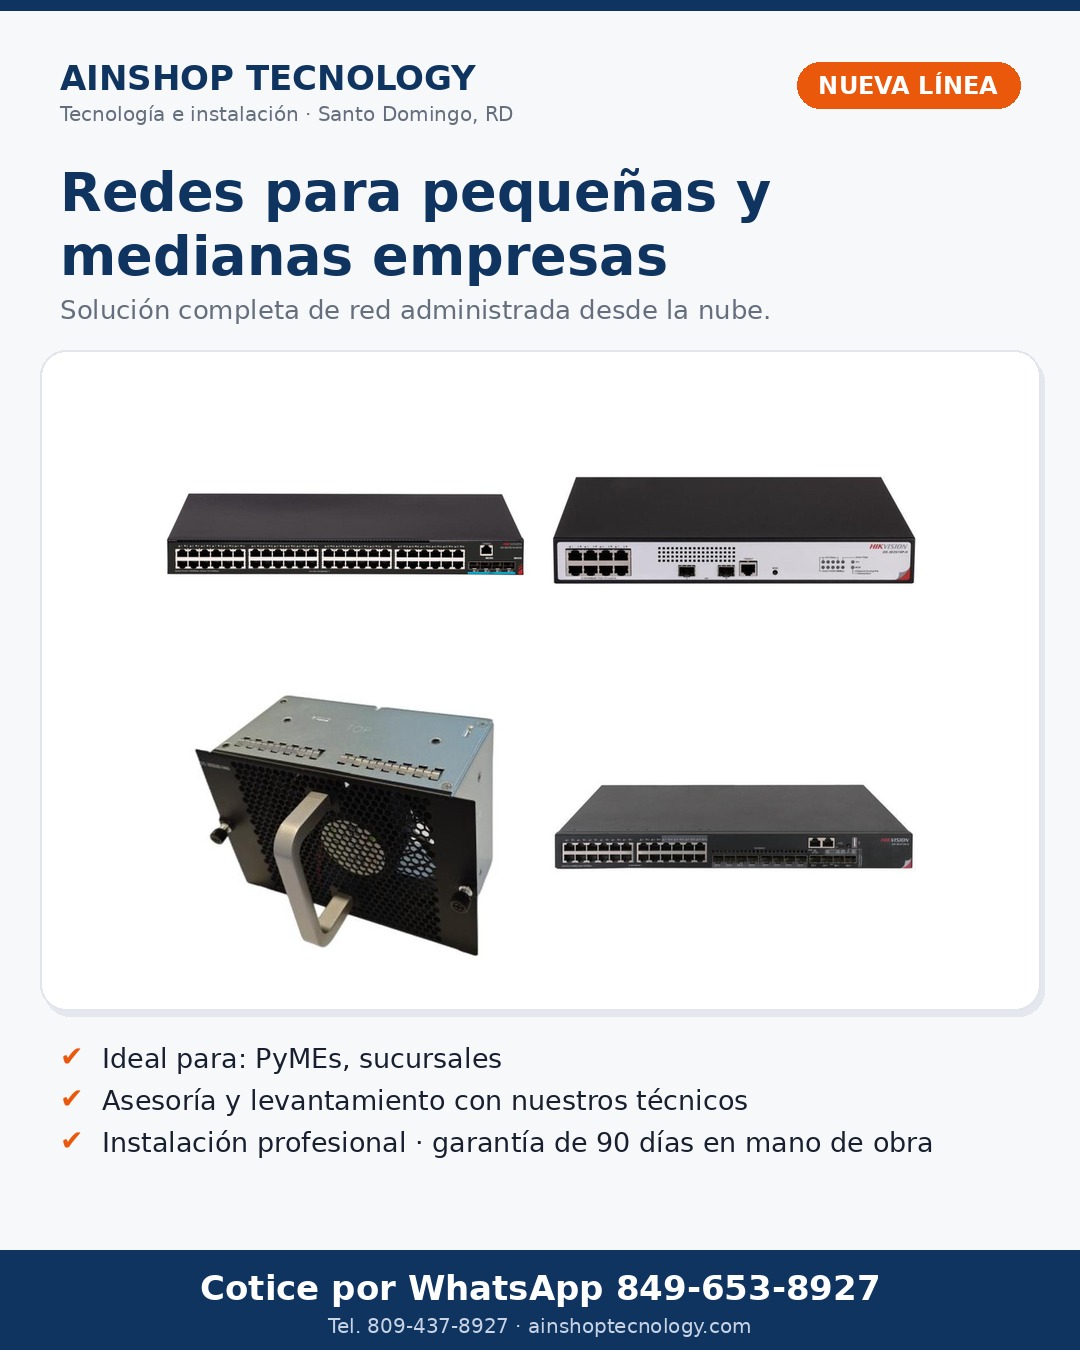 AINSHOP TECNOLOGY
Tecnología e instalación · Santo Domingo, RD
NUEVA LÍNEA
Redes para pequeñas y
medianas empresas
Solución completa de red administrada desde la nube.
HIKVISION
TOP
HIKVISION
Ideal para: PyMEs, sucursales
Asesoría y levantamiento con nuestros técnicos
Instalación profesional · garantía de 90 días en mano de obra
Cotice por WhatsApp 849-653-8927
Tel. 809-437-8927 · ainshoptecnology.com